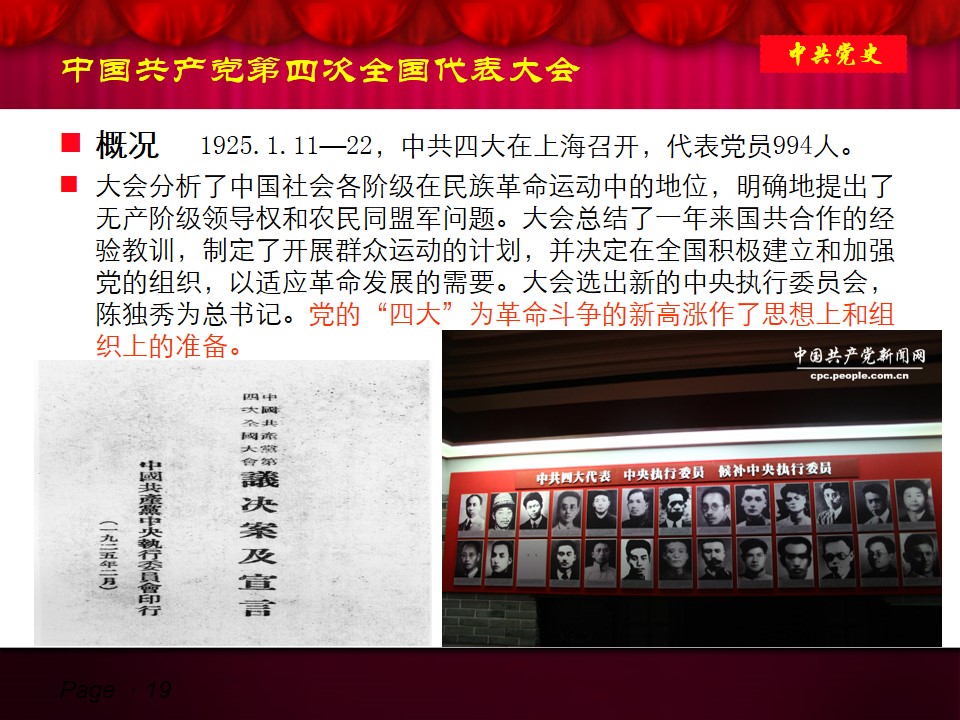 中国共产党第四次全国代表大会
中共党史
概况 1925.1.11—22，中共四大在上海召开，代表党员994人。
大会分析了中国社会各阶级在民族革命运动中的地位，明确地提出了
无产阶级领导权和农民同盟军问题。大会总结了一年来国共合作的经
验教训，制定了开展群众运动的计划，并决定在全国积极建立和加强
党的组织，以适应革命发展的需要。大会选出新的中央执行委员会，
陈独秀为总书记。党的“四大”为革命斗争的新高涨作了思想上和组
织上的准备。
中國共產黨第
四次全國大會
議决案及宣言
中國共產黨中央執行委員會印行
（一九二五年二月）
中国共产党新闻网
cpc.people.com.cn
中共四大代表 中央执行委员 候补中央执行委员
Page 19